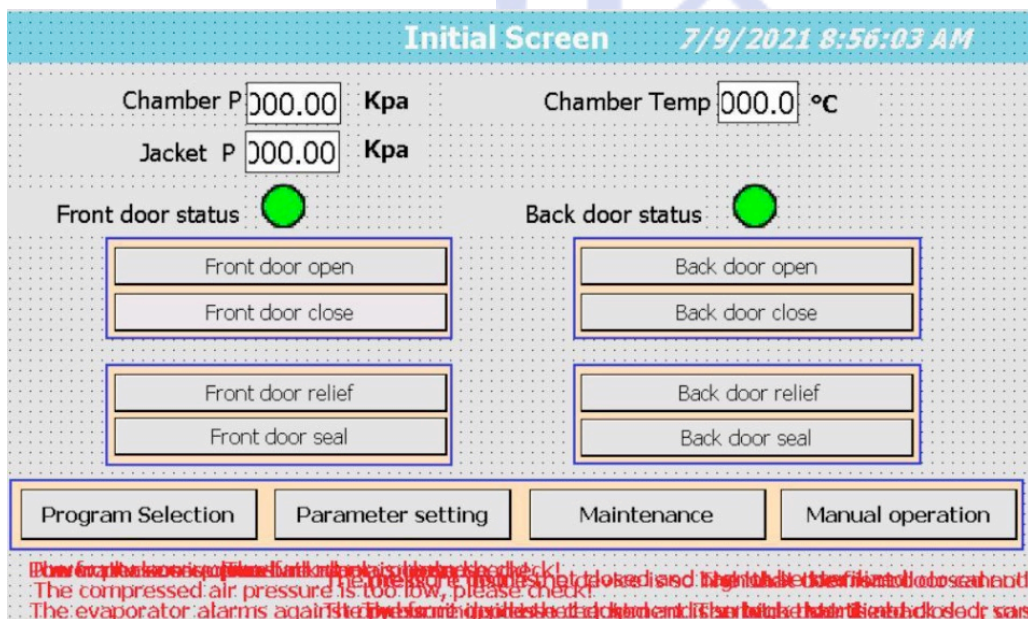 Initial Screen 7/9/2021 8:56:03 AM
Chamber P 000.00 Kpa Chamber Temp 000.0 °C
Jacket P 000.00 Kpa
Front door status Back door status
Front door open Back door open
Front door close Back door close
Front door relief Back door relief
Front door seal Back door seal
Program Selection Parameter setting Maintenance Manual operation
The compressed air pressure is too low, please check!
The evaporator alarms